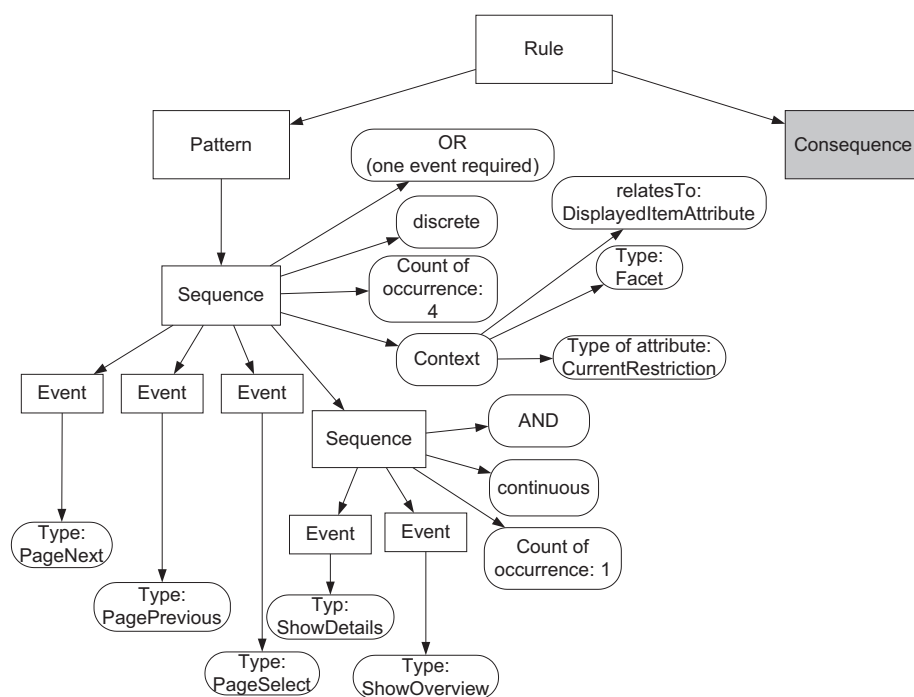 Rule
Pattern
Consequence
OR
(one event required)
relatesTo:
DisplayedItemAttribute
discrete
Type:
Facet
Sequence
Count of
occurrence:
4
Context
Type of attribute:
CurrentRestriction
Event
Event
Event
Sequence
AND
continuous
Event
Event
Count of
occurrence: 1
Type:
PageNext
Type:
PagePrevious
Typ:
ShowDetails
Type:
PageSelect
Type:
ShowOverview